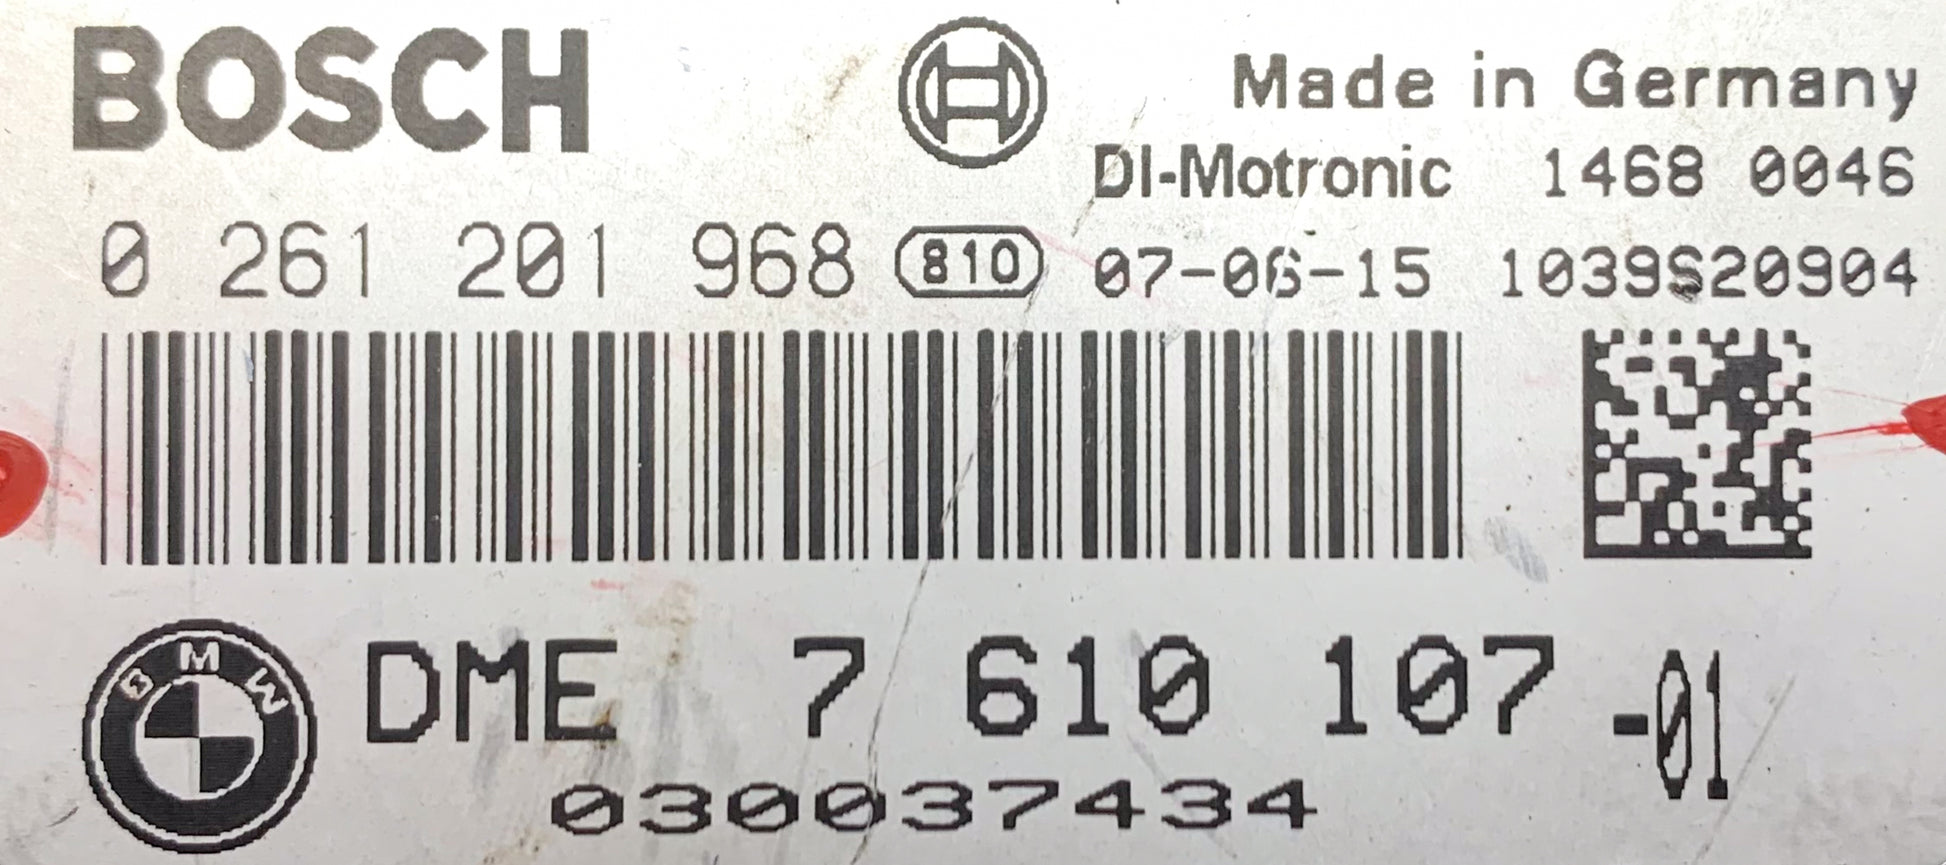 BOSCH
Made in Germany
DI-Motronic 1468 0046
0 261 201 968 810 07-06-15 1039S20904
BMW DME 7 610 107 -01
030037434